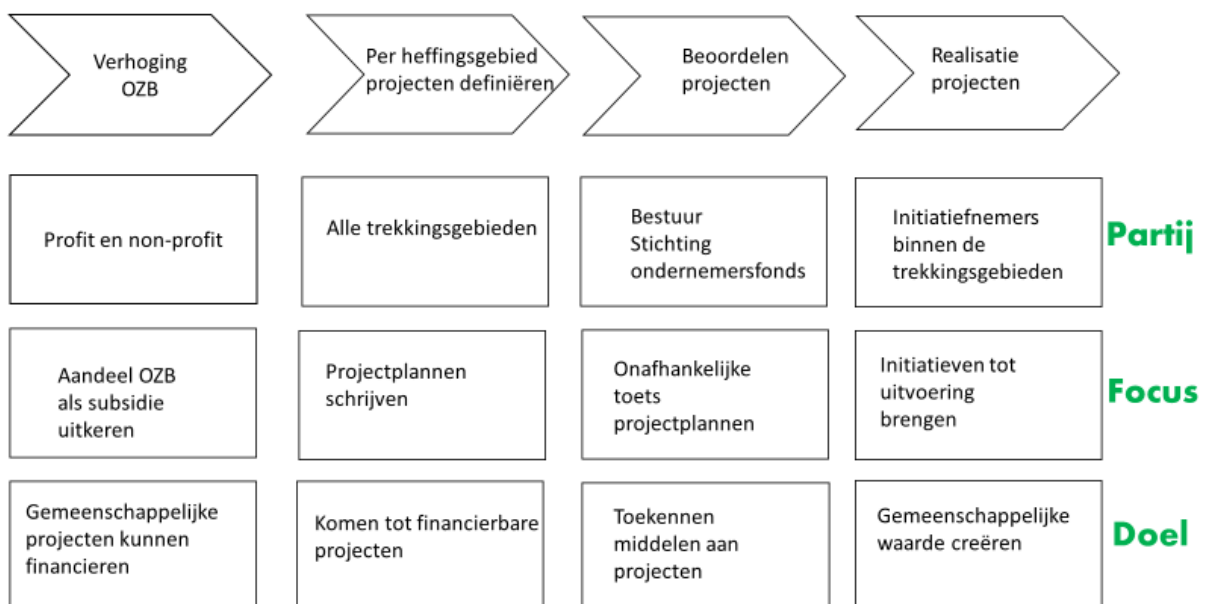 Verhoging
OZB
Per heffingsgebied
projecten definiëren
Beoordelen
projecten
Realisatie
projecten
Profit en non-profit
Alle trekkingsgebieden
Bestuur
Stichting
ondernemersfonds
Initiatiefnemers
binnen de
trekkingsgebieden
Partij
Aandeel OZB
als subsidie
uitkeren
Projectplannen
schrijven
Onafhankelijke
toets
projectplannen
Initiatieven tot
uitvoering
brengen
Focus
Gemeenschappelijke
projecten kunnen
financieren
Komen tot financierbare
projecten
Toekennen
middelen aan
projecten
Gemeenschappelijke
waarde creëren
Doel